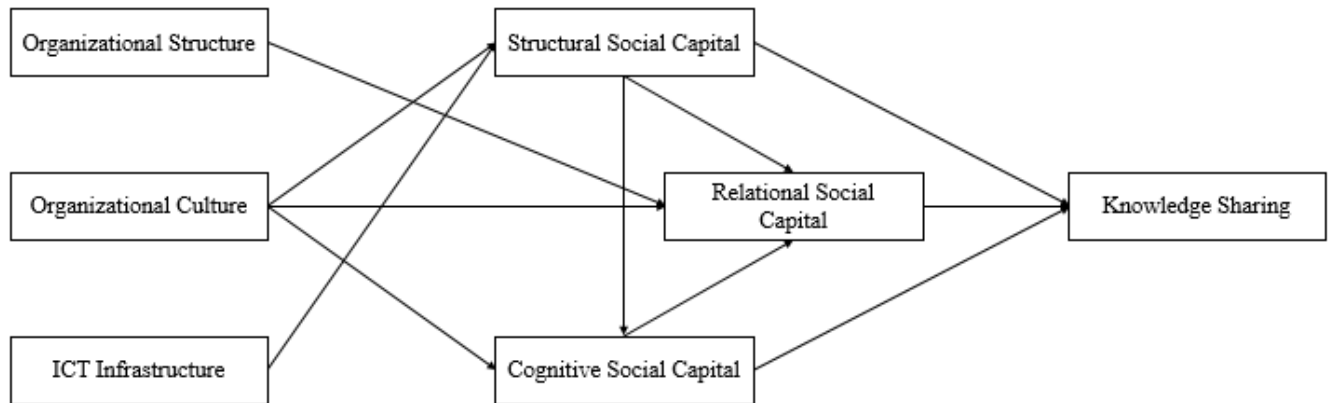 Organizational Structure
Structural Social Capital
Organizational Culture
Relational Social
Capital
Knowledge Sharing
ICT Infrastructure
Cognitive Social Capital